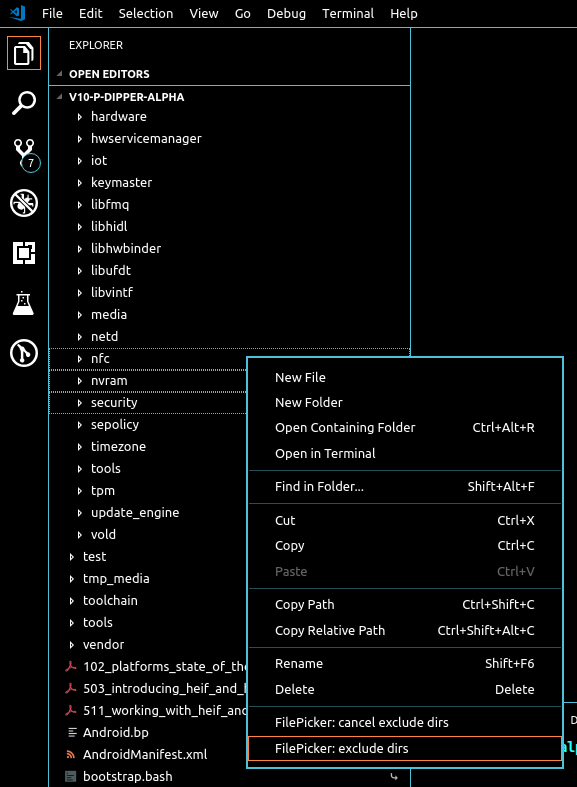 File Edit Selection View Go Debug Terminal Help
EXPLORER
OPEN EDITORS
V10-P-DIPPER-ALPHA
hardware
hwservicemanager
7
iot
keymaster
libfmq
libhidl
libhwbinder
libufdt
libvintf
media
netd
nfc
nvram
security
sepolicy
timezone
tools
tpm
update_engine
vold
test
tmp_media
toolchain
tools
vendor
102_platforms_state_of_the
503_introducing_heif_and_h
511_working_with_heif_and
Android.bp
AndroidManifest.xml
bootstrap.bash
New File
New Folder
Open Containing Folder Ctrl+Alt+R
Open in Terminal
Find in Folder... Shift+Alt+F
Cut Ctrl+X
Copy Ctrl+C
Paste Ctrl+V
Copy Path Ctrl+Shift+C
Copy Relative Path Ctrl+Shift+Alt+C
Rename Shift+F6
Delete Delete
FilePicker: cancel exclude dirs
FilePicker: exclude dirs
D
alp